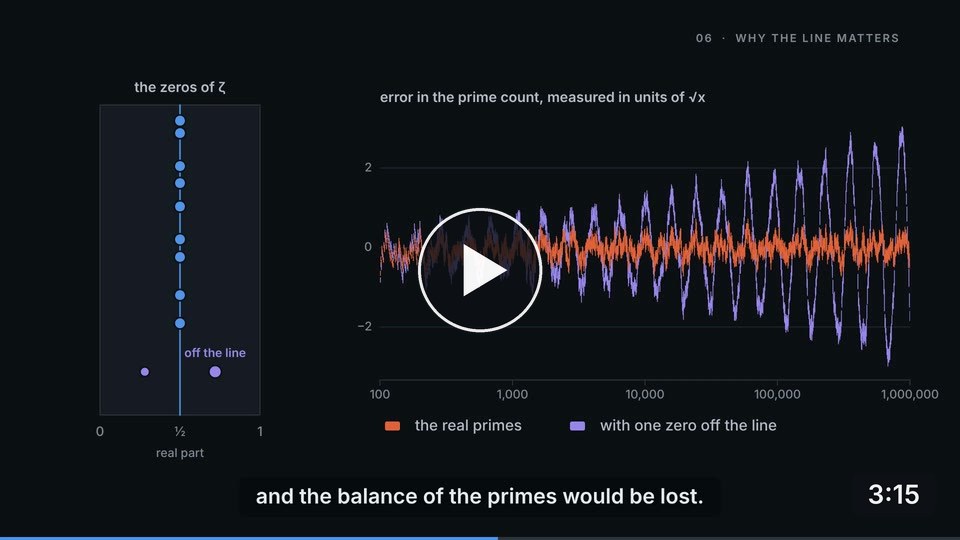 06 · WHY THE LINE MATTERS
the zeros of ζ
off the line
0 ½ 1
real part
error in the prime count, measured in units of √x
2
0
−2
100 1,000 10,000 100,000 1,000,000
the real primes with one zero off the line
and the balance of the primes would be lost.
3:15